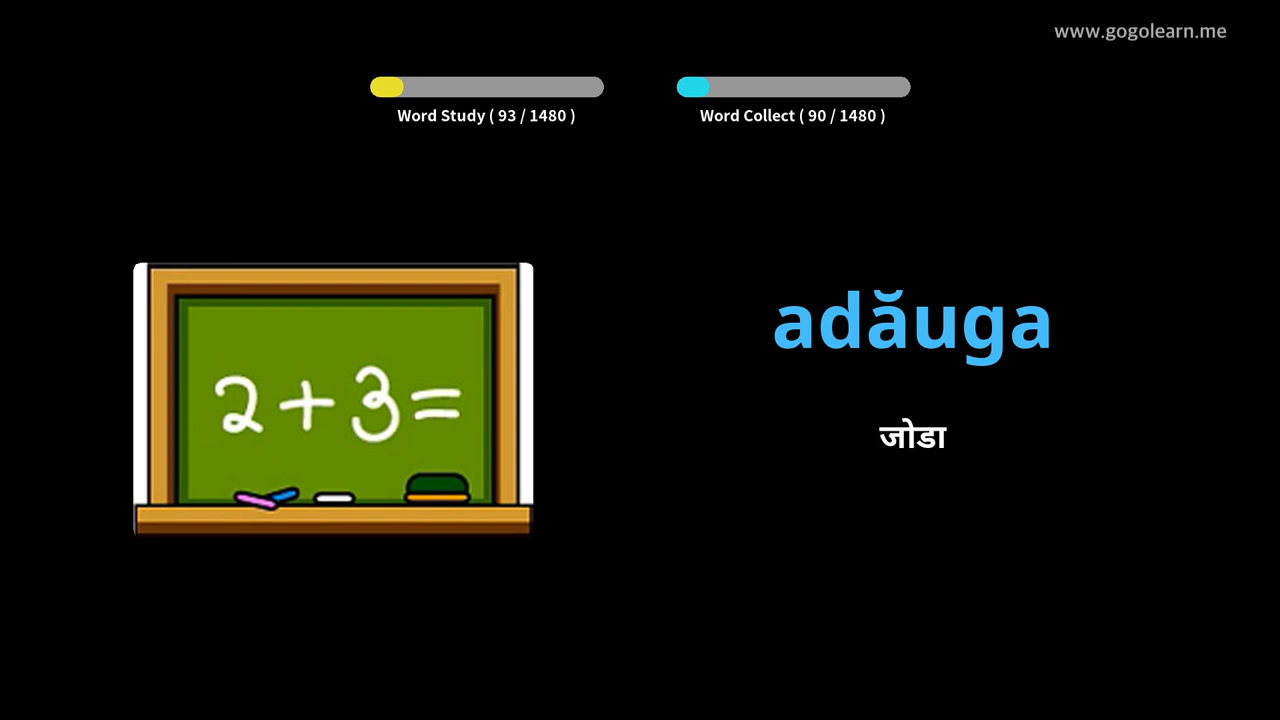 www.gogolearn.me
Word Study ( 93 / 1480 )
Word Collect ( 90 / 1480 )
2+3=
adăuga
जोडा